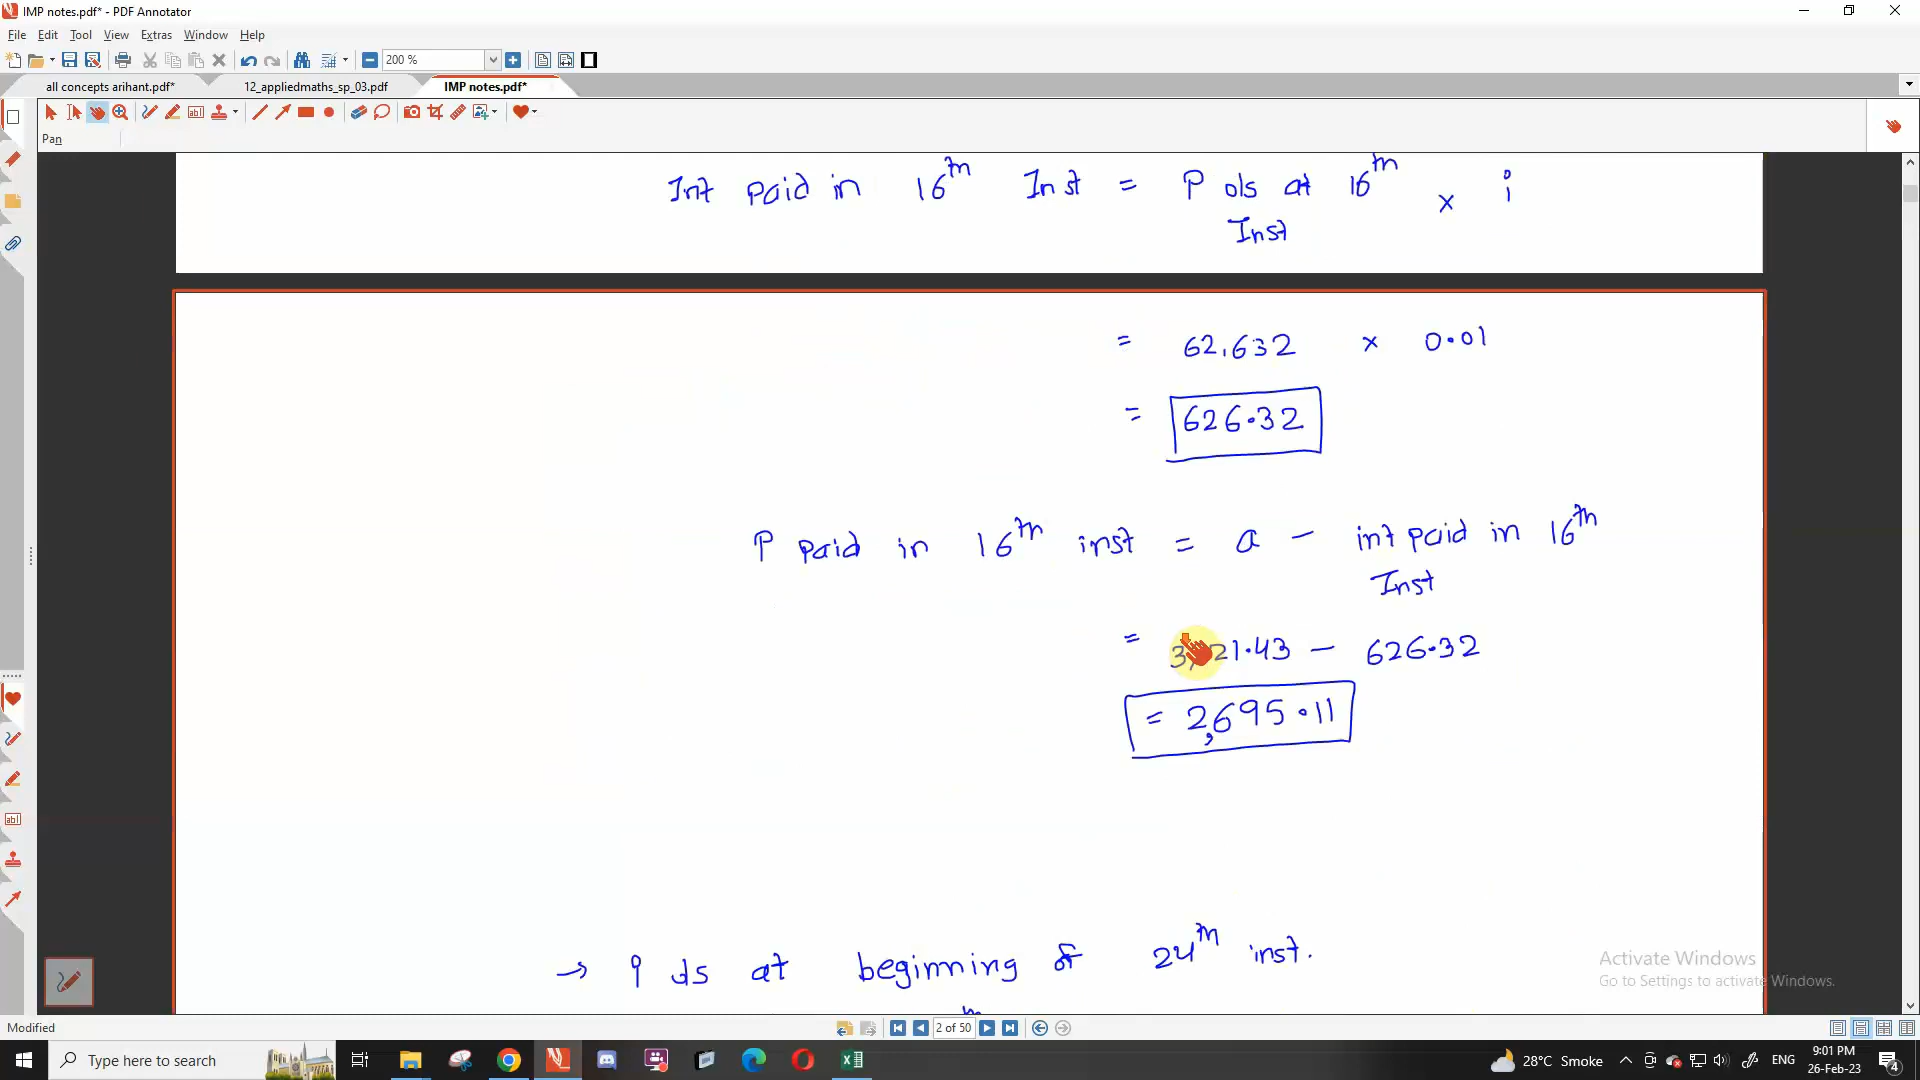 IMP notes.pdf* - PDF Annotator
File Edit Tool View Extras Window Help
200 %
all concepts arihant.pdf* 12_appliedmaths_sp_03.pdf IMP notes.pdf*
Pan
Int paid in 16th Inst = P o/s at 16th Inst × i
= 62,632 × 0.01
= 626.32
P paid in 16th inst = a - int paid in 16th
Inst
= 21.43 - 626.32
= 2,695.11
→ P o/s at beginning of 24th inst.
Activate Windows
Go to Settings to activate Windows.
Modified
2 of 50
Type here to search
28°C Smoke
ENG
9:01 PM
26-Feb-23
4